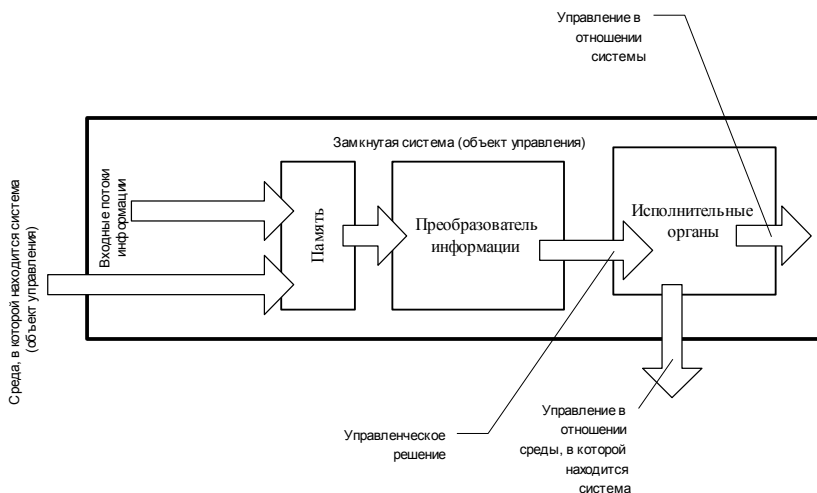 Управление в
отношении
системы
Замкнутая система (объект управления)
Среда, в которой находится система
(объект управления)
Входные потоки
информации
Память
Преобразователь
информации
Исполнительные
органы
Управленческое
решение
Управление в
отношении
среды, в которой
находится
система